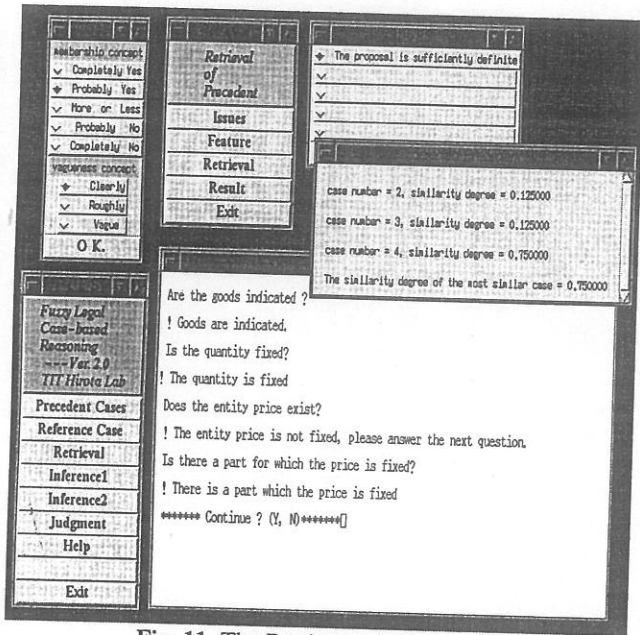 membership concept
Completely Yes
Probably Yes
More or Less
Probably No
Completely No
vagueness concept
Clearly
Roughly
Vague
O K.
Retrieval
of
Precedent
Issues
Feature
Retrieval
Result
Exit
The proposal is sufficiently definite
case number = 2, similarity degree = 0.125000
case number = 3, similarity degree = 0.125000
case number = 4, similarity degree = 0.750000
The similarity degree of the most similar case = 0.750000
Fuzzy Legal
Case-based
Reasoning
---Ver. 2.0
TIT Hirota Lab
Precedent Cases
Reference Case
Retrieval
Inference1
Inference2
Judgment
Help
Exit
Are the goods indicated ?
! Goods are indicated.
Is the quantity fixed?
! The quantity is fixed
Does the entity price exist?
! The entity price is not fixed, please answer the next question.
Is there a part for which the price is fixed?
! There is a part which the price is fixed
******* Continue ? (Y, N)*******[]
Fig. 11. The